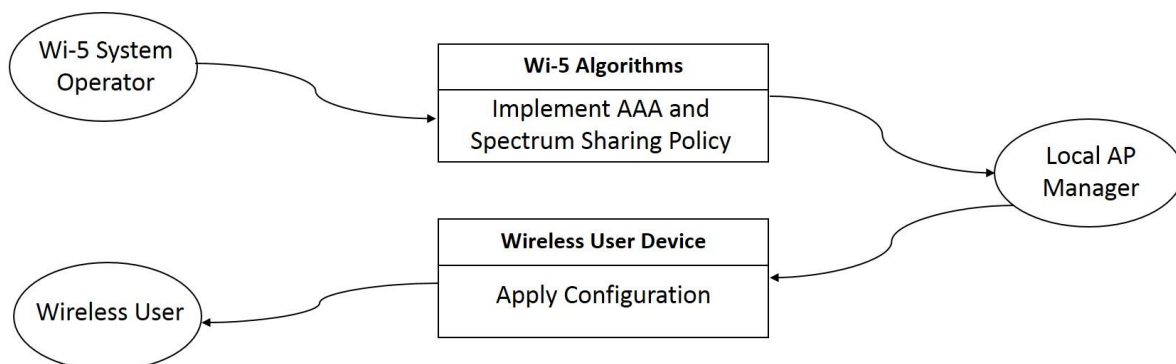 Wi-5 System
Operator
Wi-5 Algorithms
Implement AAA and
Spectrum Sharing Policy
Local AP
Manager
Wireless User Device
Apply Configuration
Wireless User